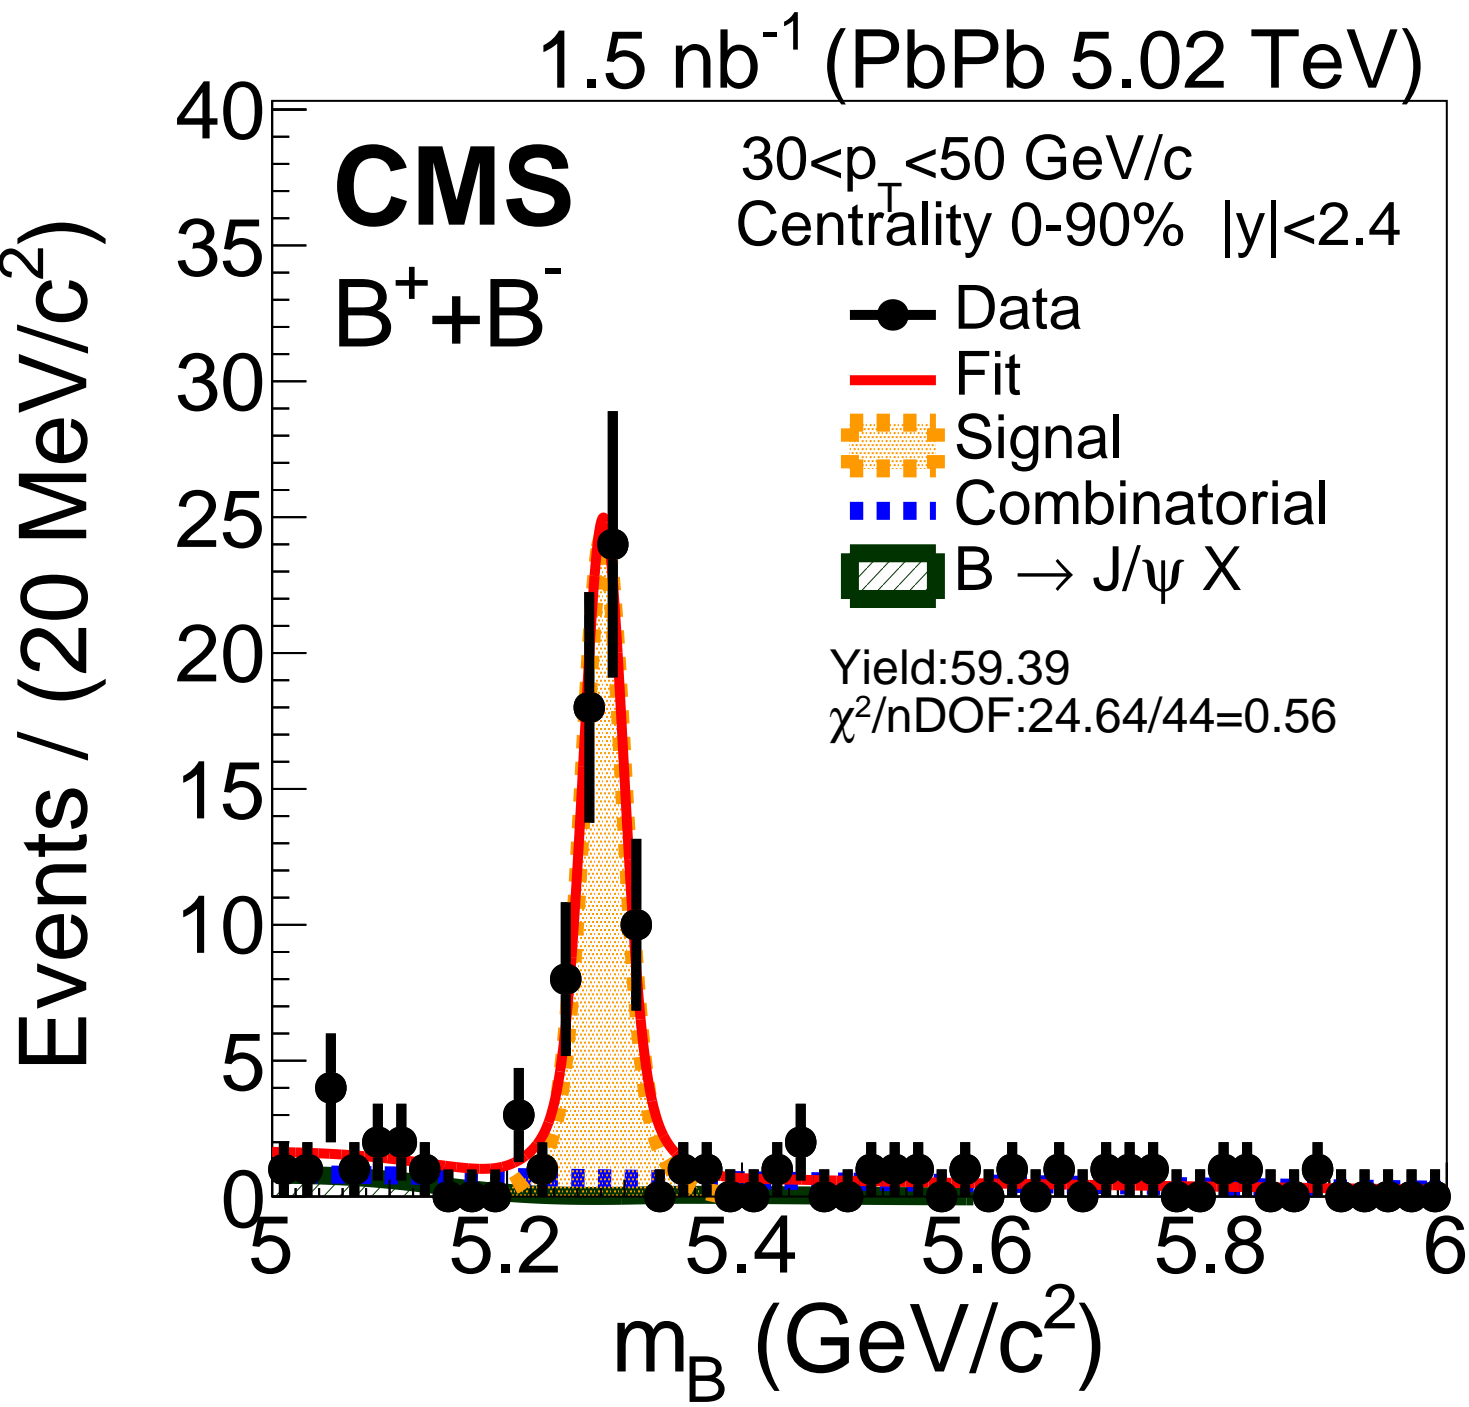 1.5 nb⁻¹ (PbPb 5.02 TeV)
CMS
B⁺+B⁻
30<p_T<50 GeV/c
Centrality 0-90% |y|<2.4
Data
Fit
Signal
Combinatorial
B → J/ψ X
Yield:59.39
χ²/nDOF:24.64/44=0.56
Events / (20 MeV/c²)
40
35
30
25
20
15
10
5
0
5 5.2 5.4 5.6 5.8 6
m_B (GeV/c²)